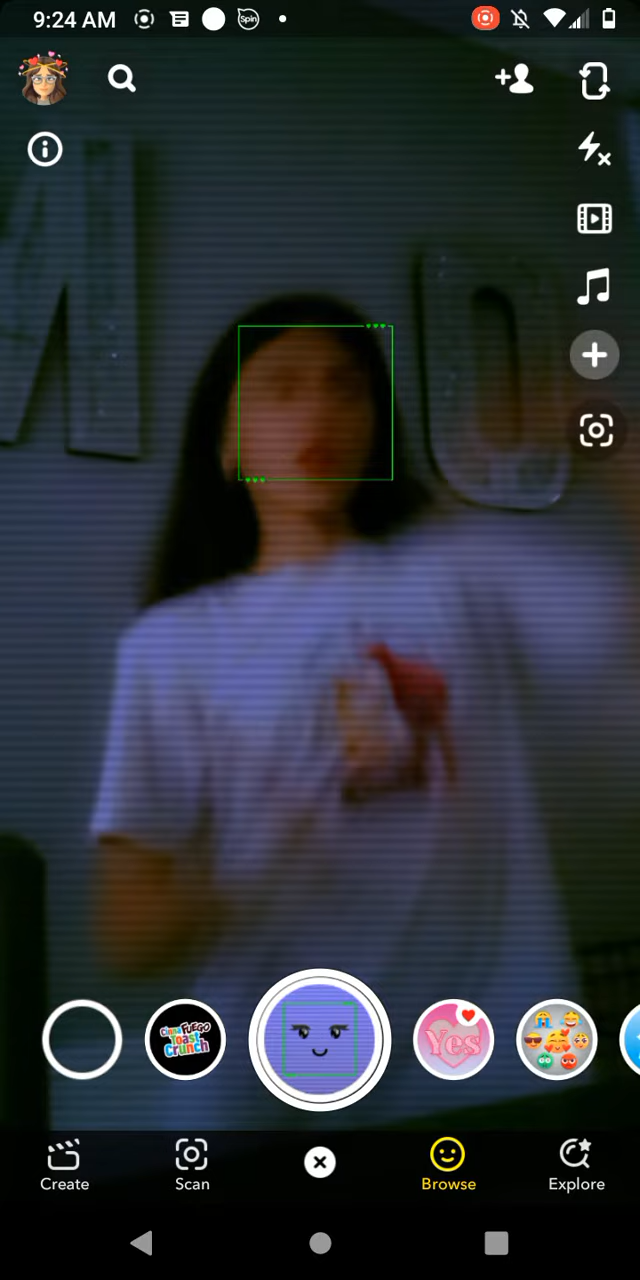 9:24 AM
Spin
Cinna FUEGO
Toast
Crunch
Yes
Create
Scan
Browse
Explore